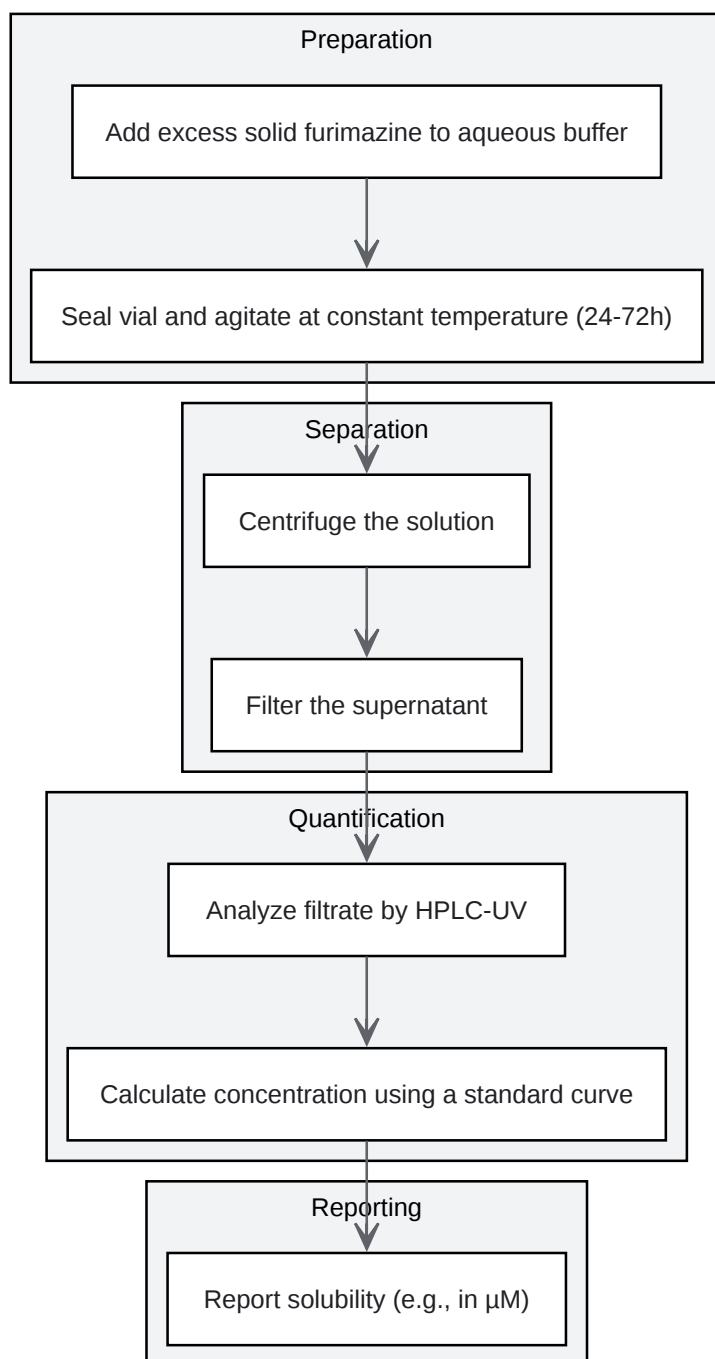 Preparation
Add excess solid furimazine to aqueous buffer
Seal vial and agitate at constant temperature (24-72h)
Separation
Centrifuge the solution
Filter the supernatant
Quantification
Analyze filtrate by HPLC-UV
Calculate concentration using a standard curve
Reporting
Report solubility (e.g., in µM)